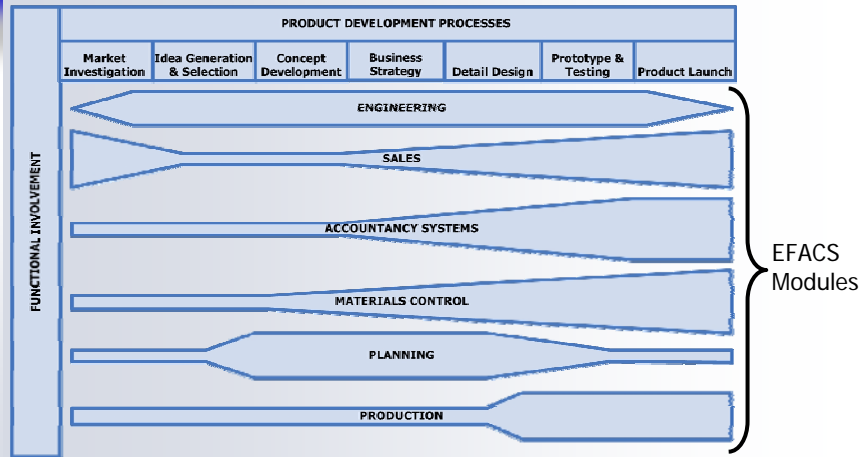 PRODUCT DEVELOPMENT PROCESSES
Market Investigation
Idea Generation & Selection
Concept Development
Business Strategy
Detail Design
Prototype & Testing
Product Launch
FUNCTIONAL INVOLVEMENT
ENGINEERING
SALES
ACCOUNTANCY SYSTEMS
MATERIALS CONTROL
PLANNING
PRODUCTION
EFACS
Modules